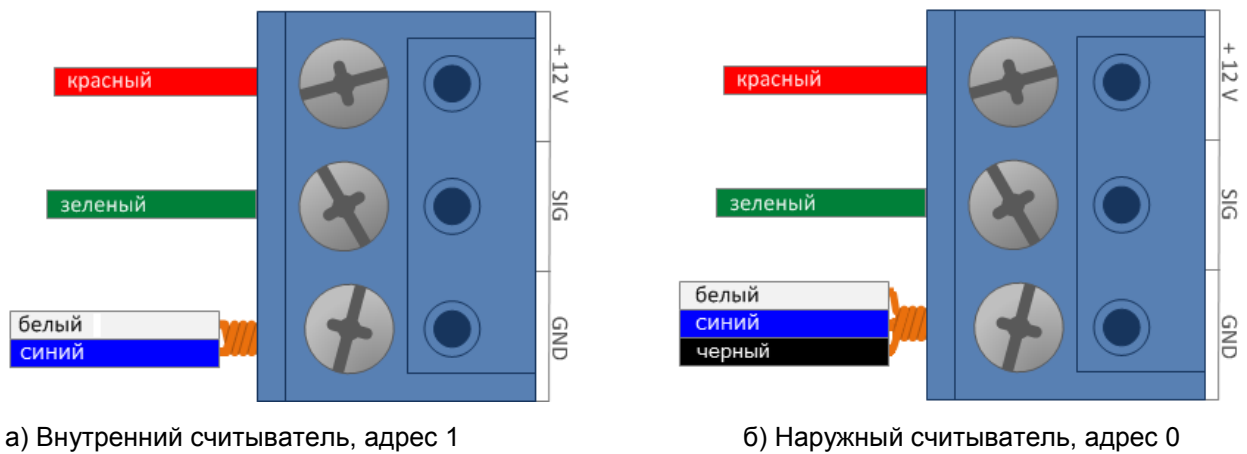 красный
зеленый
белый
синий
+ 12 V
SIG
GND
а) Внутренний считыватель, адрес 1
красный
зеленый
белый
синий
черный
+ 12 V
SIG
GND
б) Наружный считыватель, адрес 0